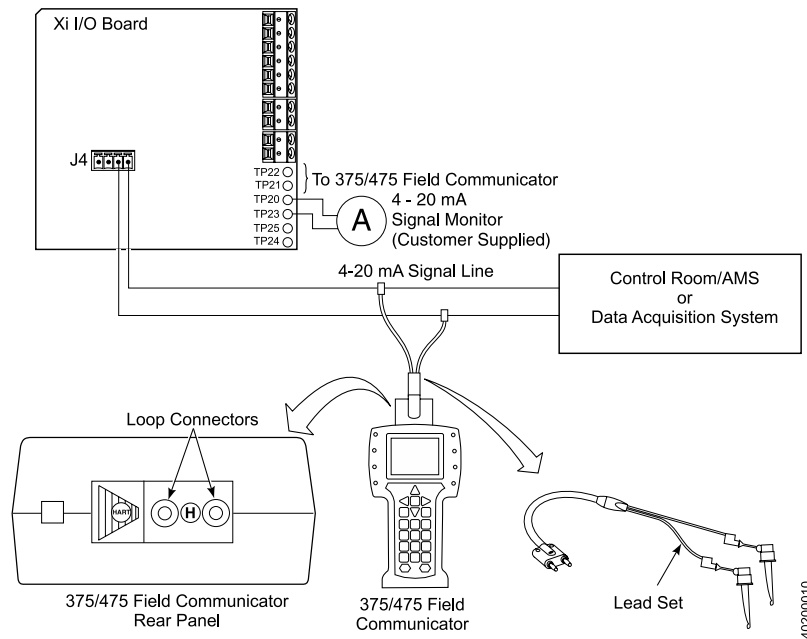 Xi I/O Board
J4
TP22
TP21
To 375/475 Field Communicator
TP20
TP23
TP25
TP24
A
4 - 20 mA
Signal Monitor
(Customer Supplied)
4-20 mA Signal Line
Control Room/AMS
or
Data Acquisition System
Loop Connectors
HART
H
375/475 Field Communicator
Rear Panel
375/475 Field
Communicator
Lead Set
40200010